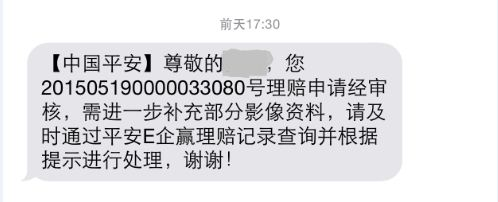 前天17:30
【中国平安】尊敬的，您
201505190000033080号理赔申请经审
核，需进一步补充部分影像资料，请及
时通过平安E企赢理赔记录查询并根据
提示进行处理，谢谢！